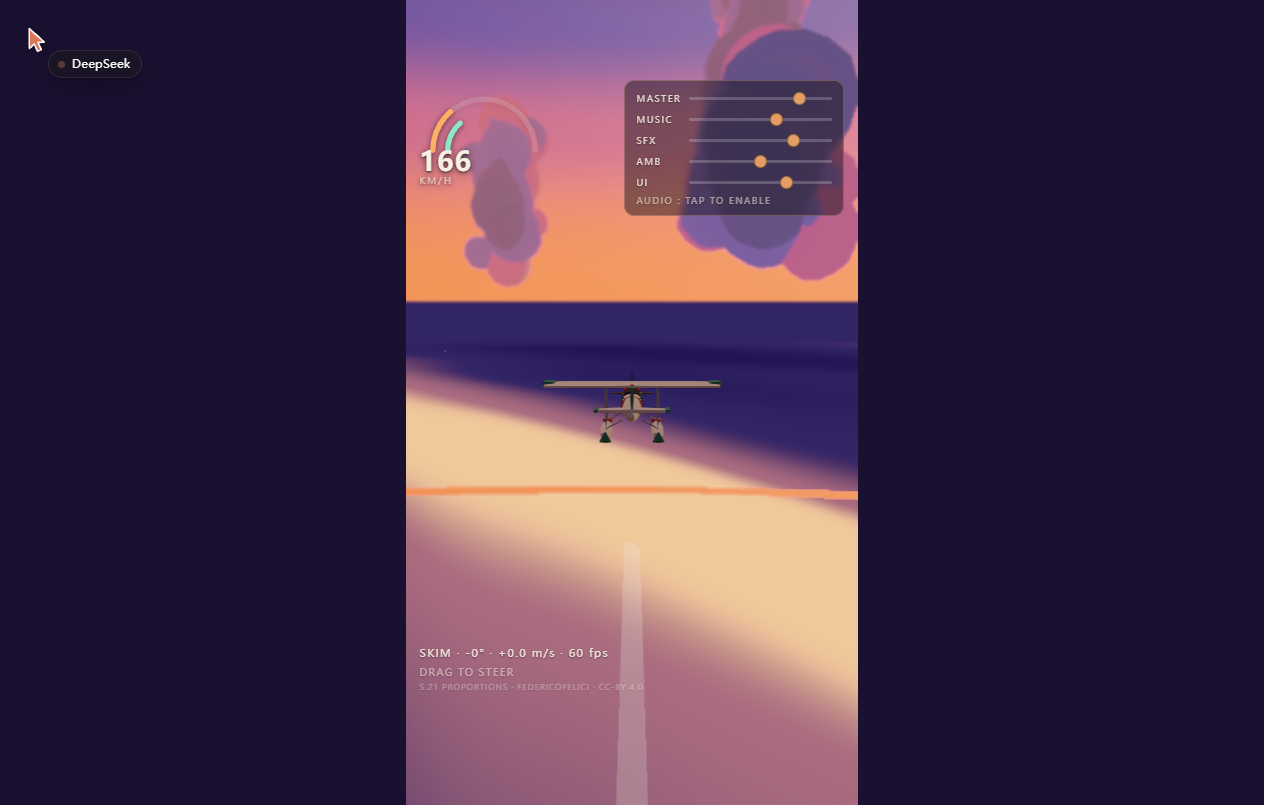 DeepSeek
166
KM/H
MASTER
MUSIC
SFX
AMB
UI
AUDIO : TAP TO ENABLE
SKIM · -0° · +0.0 m/s · 60 fps
DRAG TO STEER
S.21 PROPORTIONS · FEDERICOFELICI · CC-BY 4.0